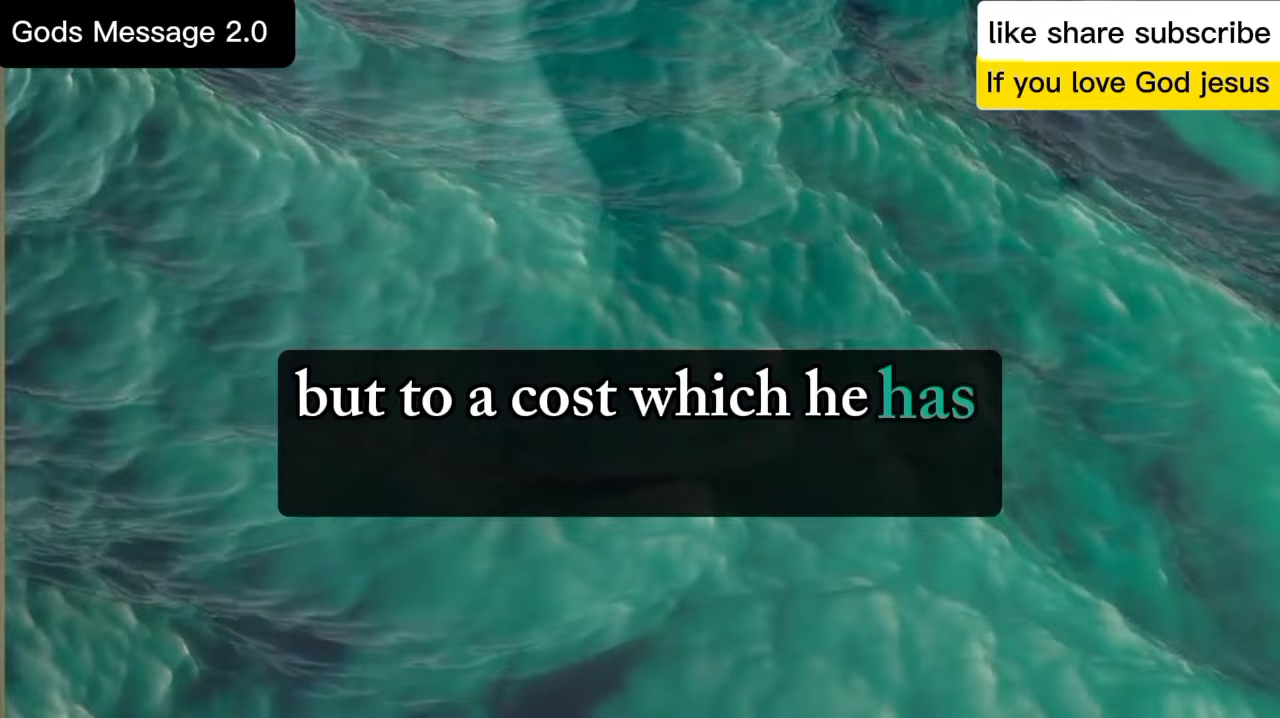 Gods Message 2.0
like share subscribe
If you love God jesus
but to a cost which he has